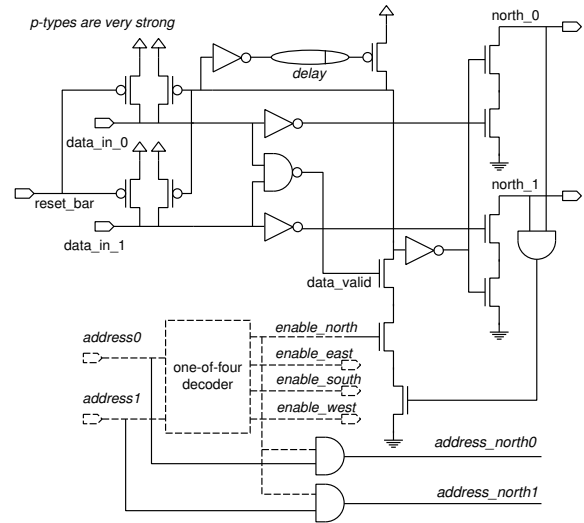 p-types are very strong
north_0
delay
data_in_0
reset_bar
north_1
data_in_1
data_valid
address0
enable_north
one-of-four
decoder
enable_east
enable_south
address1
enable_west
address_north0
address_north1